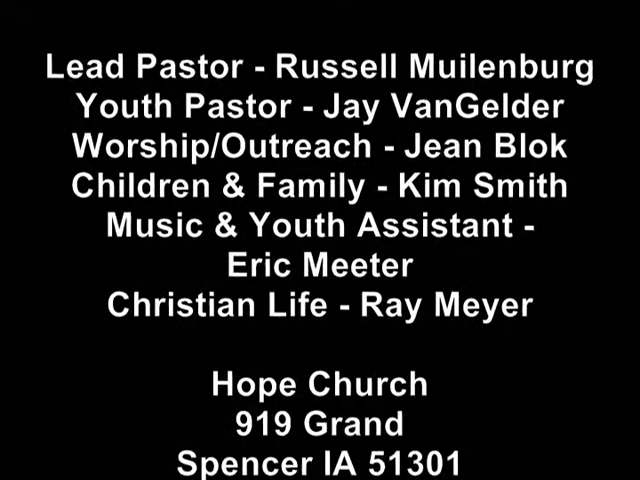 Lead Pastor - Russell Muilenburg
Youth Pastor - Jay VanGelder
Worship/Outreach - Jean Blok
Children & Family - Kim Smith
Music & Youth Assistant -
Eric Meeter
Christian Life - Ray Meyer
Hope Church
919 Grand
Spencer IA 51301